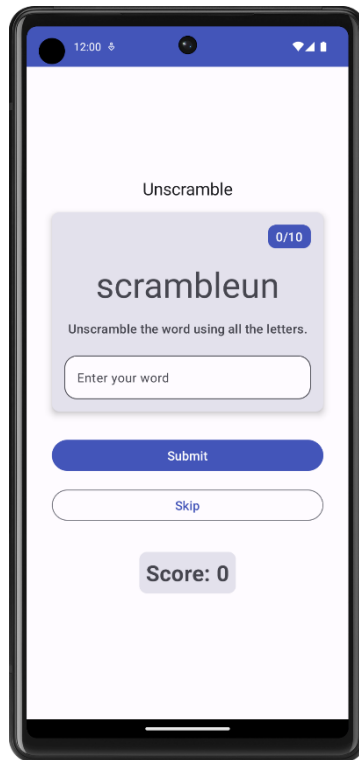 12:00
Unscramble
0/10
scrambleun
Unscramble the word using all the letters.
Enter your word
Submit
Skip
Score: 0